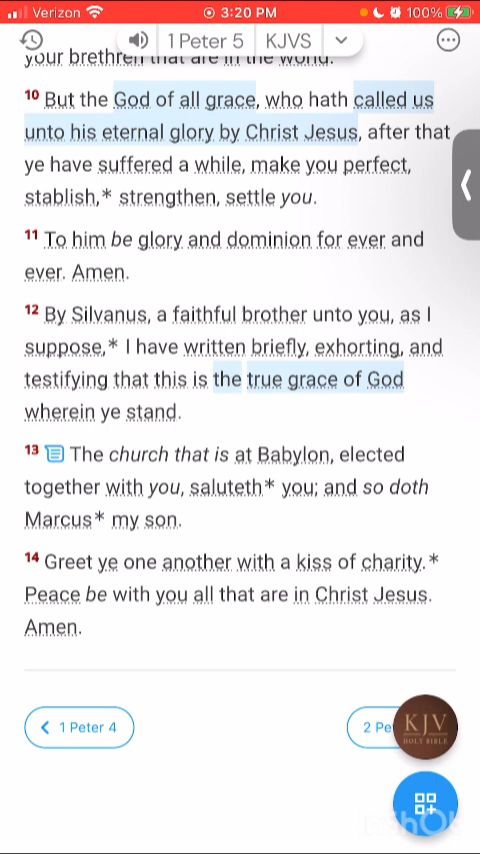 Verizon 3:20 PM 100%
1 Peter 5 KJVS
your brethren that are in the world.
10 But the God of all grace, who hath called us
unto his eternal glory by Christ Jesus, after that
ye have suffered a while, make you perfect,
stablish,* strengthen, settle you.
11 To him be glory and dominion for ever and
ever. Amen.
12 By Silvanus, a faithful brother unto you, as I
suppose,* I have written briefly, exhorting, and
testifying that this is the true grace of God
wherein ye stand.
13 The church that is at Babylon, elected
together with you, saluteth* you; and so doth
Marcus* my son.
14 Greet ye one another with a kiss of charity.*
Peace be with you all that are in Christ Jesus.
Amen.
1 Peter 4
2 Pe
KJV
HOLY BIBLE